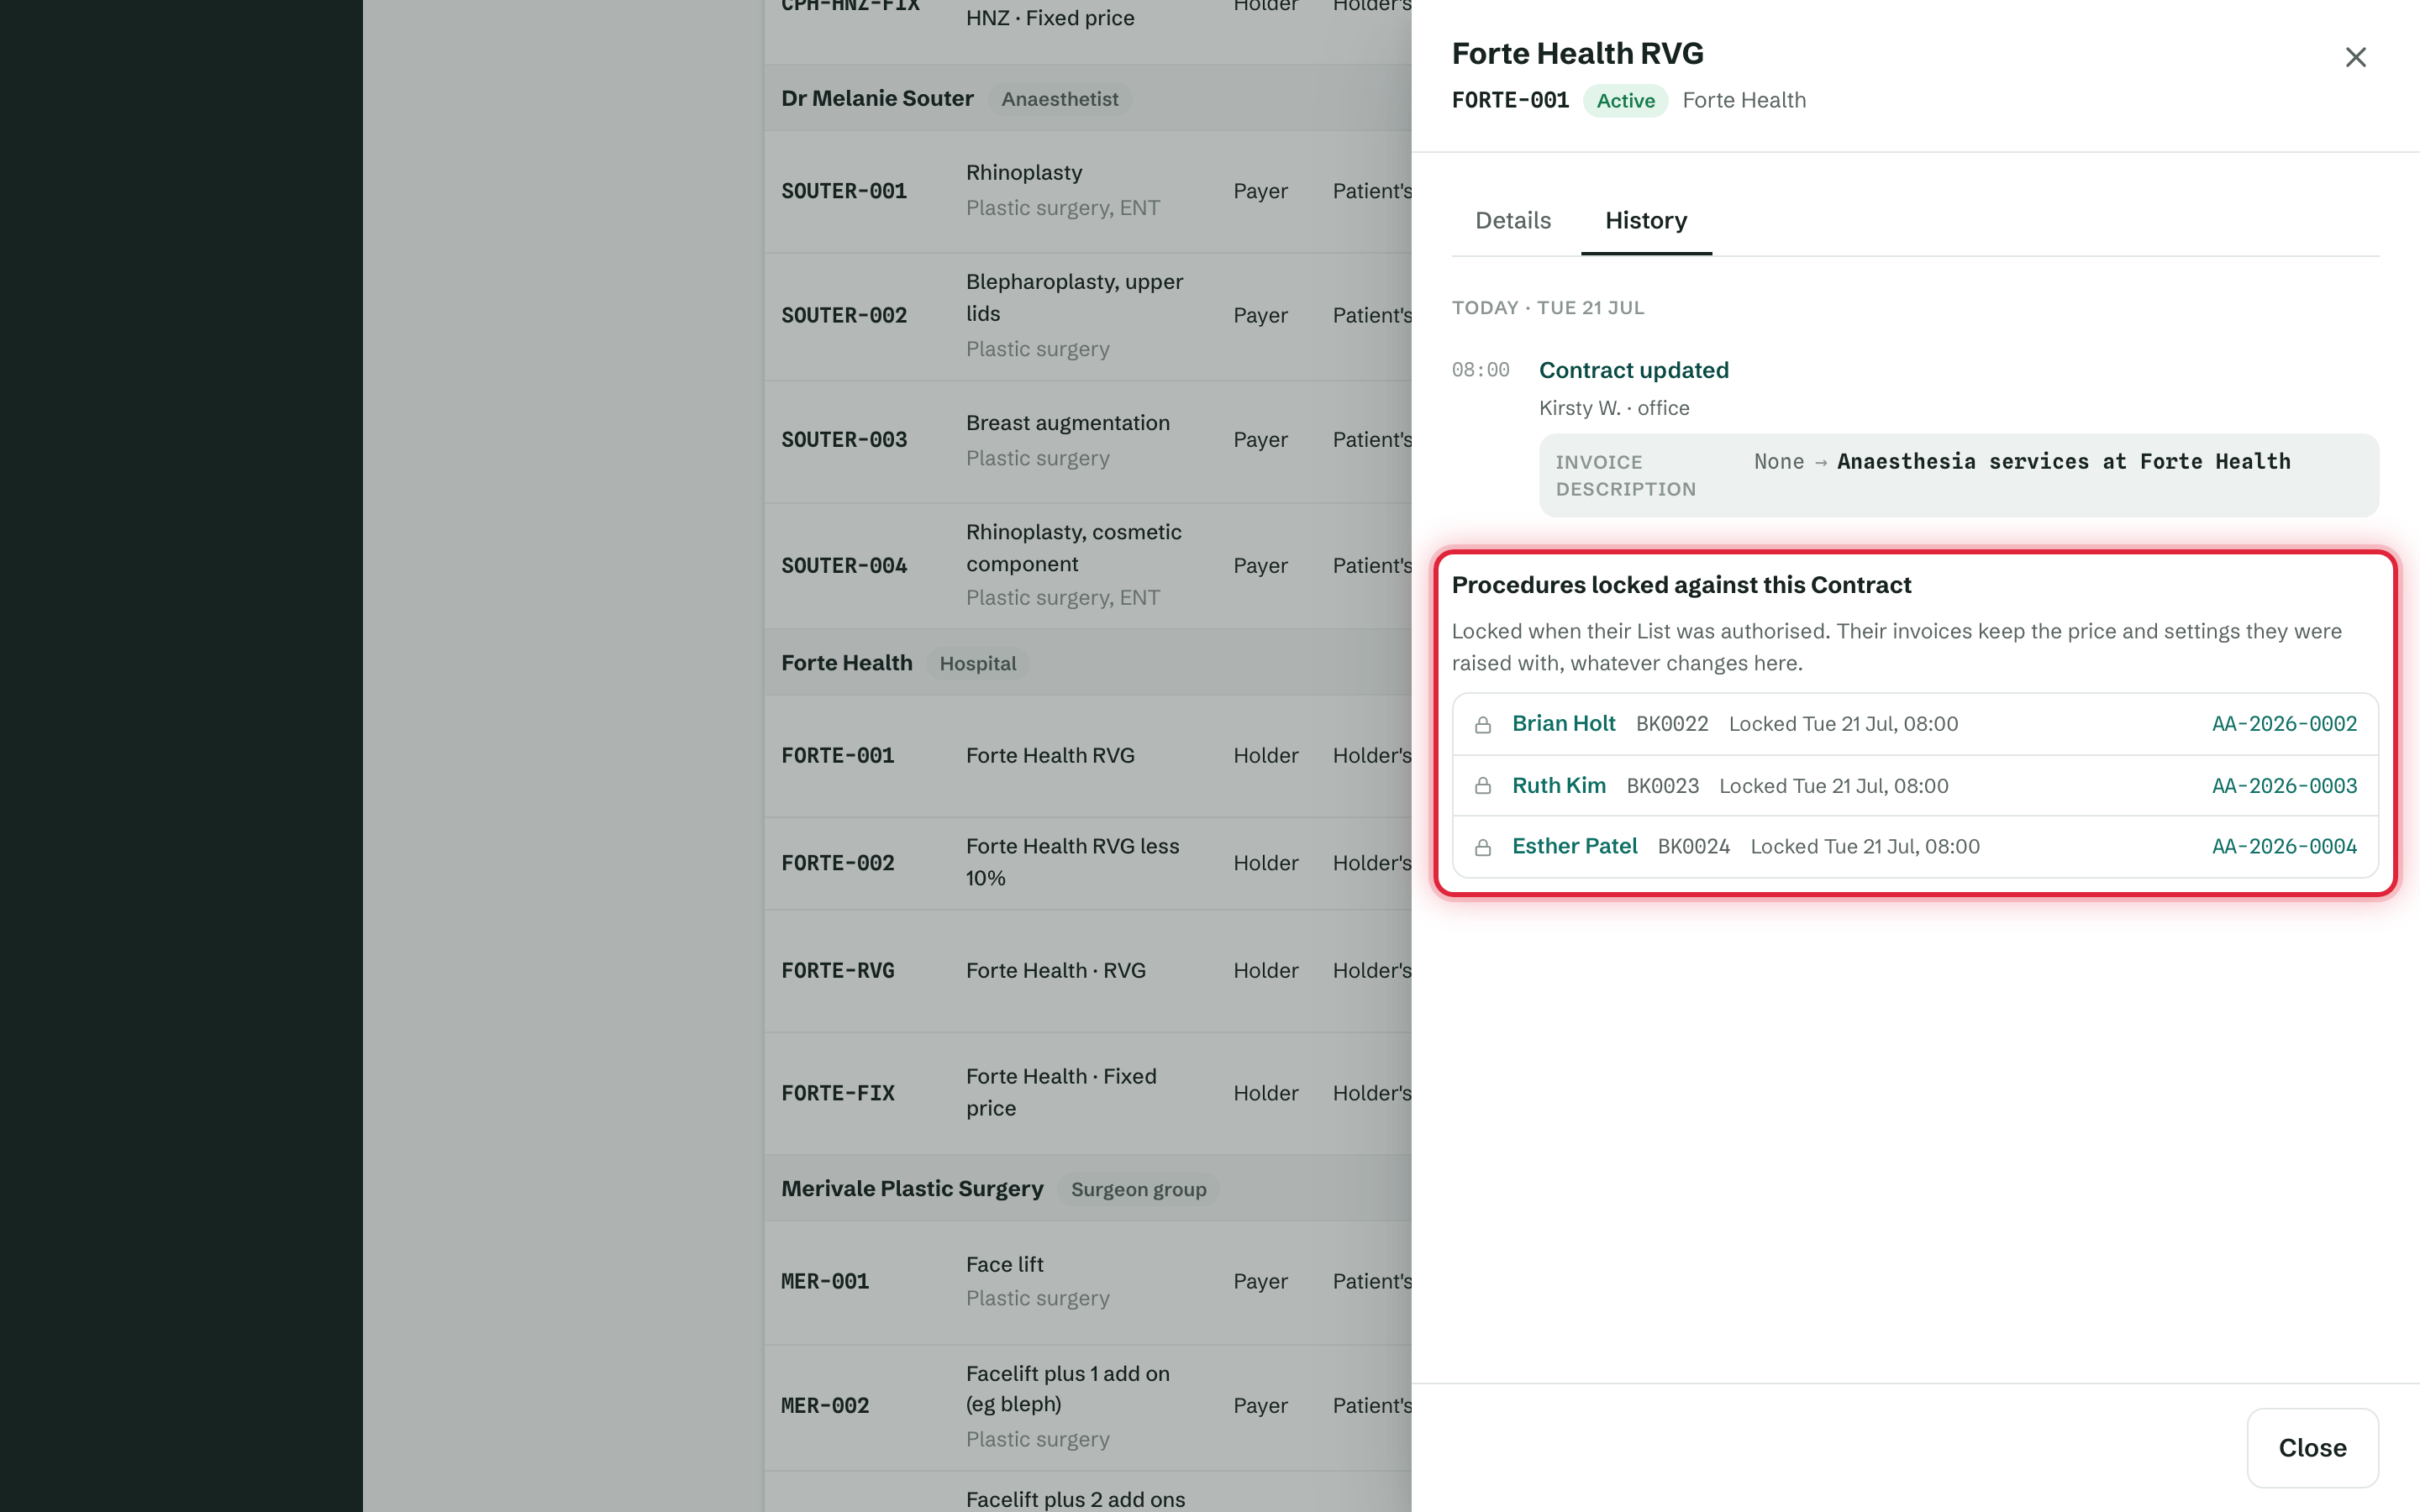 CPH-HNZ-FIX
HNZ · Fixed price
Holder
Holder's
Dr Melanie Souter Anaesthetist
SOUTER-001
Rhinoplasty
Plastic surgery, ENT
Payer
Patient's
SOUTER-002
Blepharoplasty, upper
lids
Plastic surgery
Payer
Patient's
SOUTER-003
Breast augmentation
Plastic surgery
Payer
Patient's
SOUTER-004
Rhinoplasty, cosmetic
component
Plastic surgery, ENT
Payer
Patient's
Forte Health Hospital
FORTE-001
Forte Health RVG
Holder
Holder's
FORTE-002
Forte Health RVG less
10%
Holder
Holder's
FORTE-RVG
Forte Health · RVG
Holder
Holder's
FORTE-FIX
Forte Health · Fixed
price
Holder
Holder's
Merivale Plastic Surgery Surgeon group
MER-001
Face lift
Plastic surgery
Payer
Patient's
MER-002
Facelift plus 1 add on
(eg bleph)
Plastic surgery
Payer
Patient's
Facelift plus 2 add ons
Forte Health RVG
FORTE-001 Active Forte Health
Details History
TODAY · TUE 21 JUL
08:00 Contract updated
Kirsty W. · office
INVOICE
DESCRIPTION
None → Anaesthesia services at Forte Health
Procedures locked against this Contract
Locked when their List was authorised. Their invoices keep the price and settings they were
raised with, whatever changes here.
Brian Holt BK0022 Locked Tue 21 Jul, 08:00 AA-2026-0002
Ruth Kim BK0023 Locked Tue 21 Jul, 08:00 AA-2026-0003
Esther Patel BK0024 Locked Tue 21 Jul, 08:00 AA-2026-0004
Close